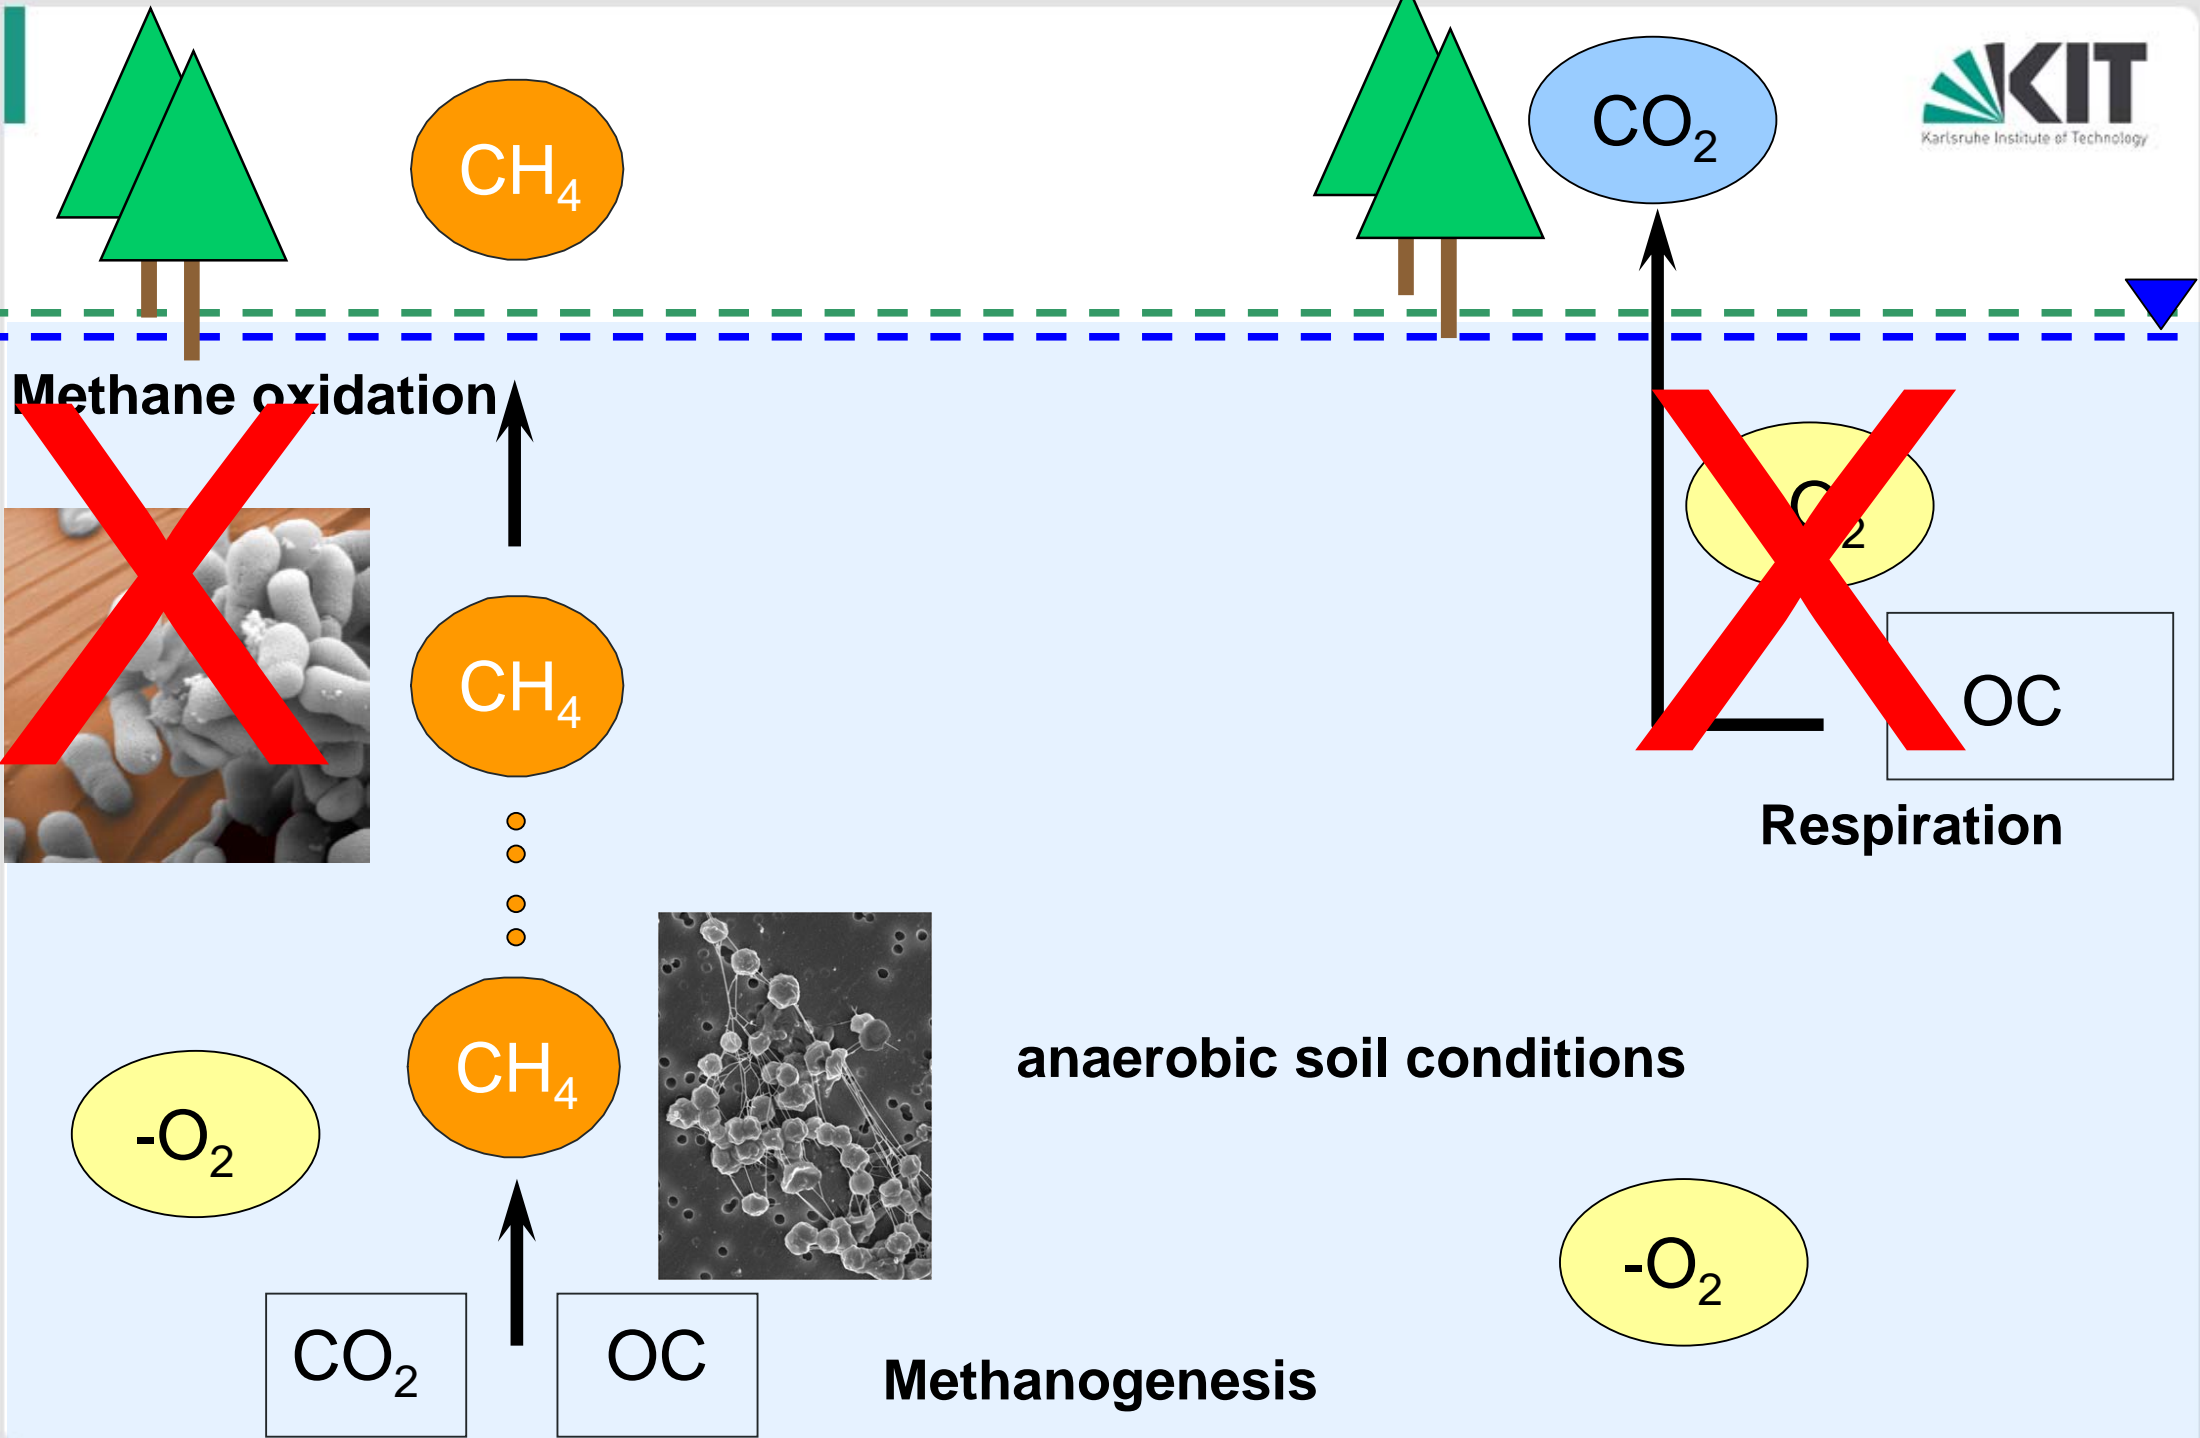 CH4
CO2
KIT
Karlsruhe Institute of Technology
Methane oxidation
O2
CH4
OC
Respiration
CH4
anaerobic soil conditions
-O2
-O2
CO2
OC
Methanogenesis